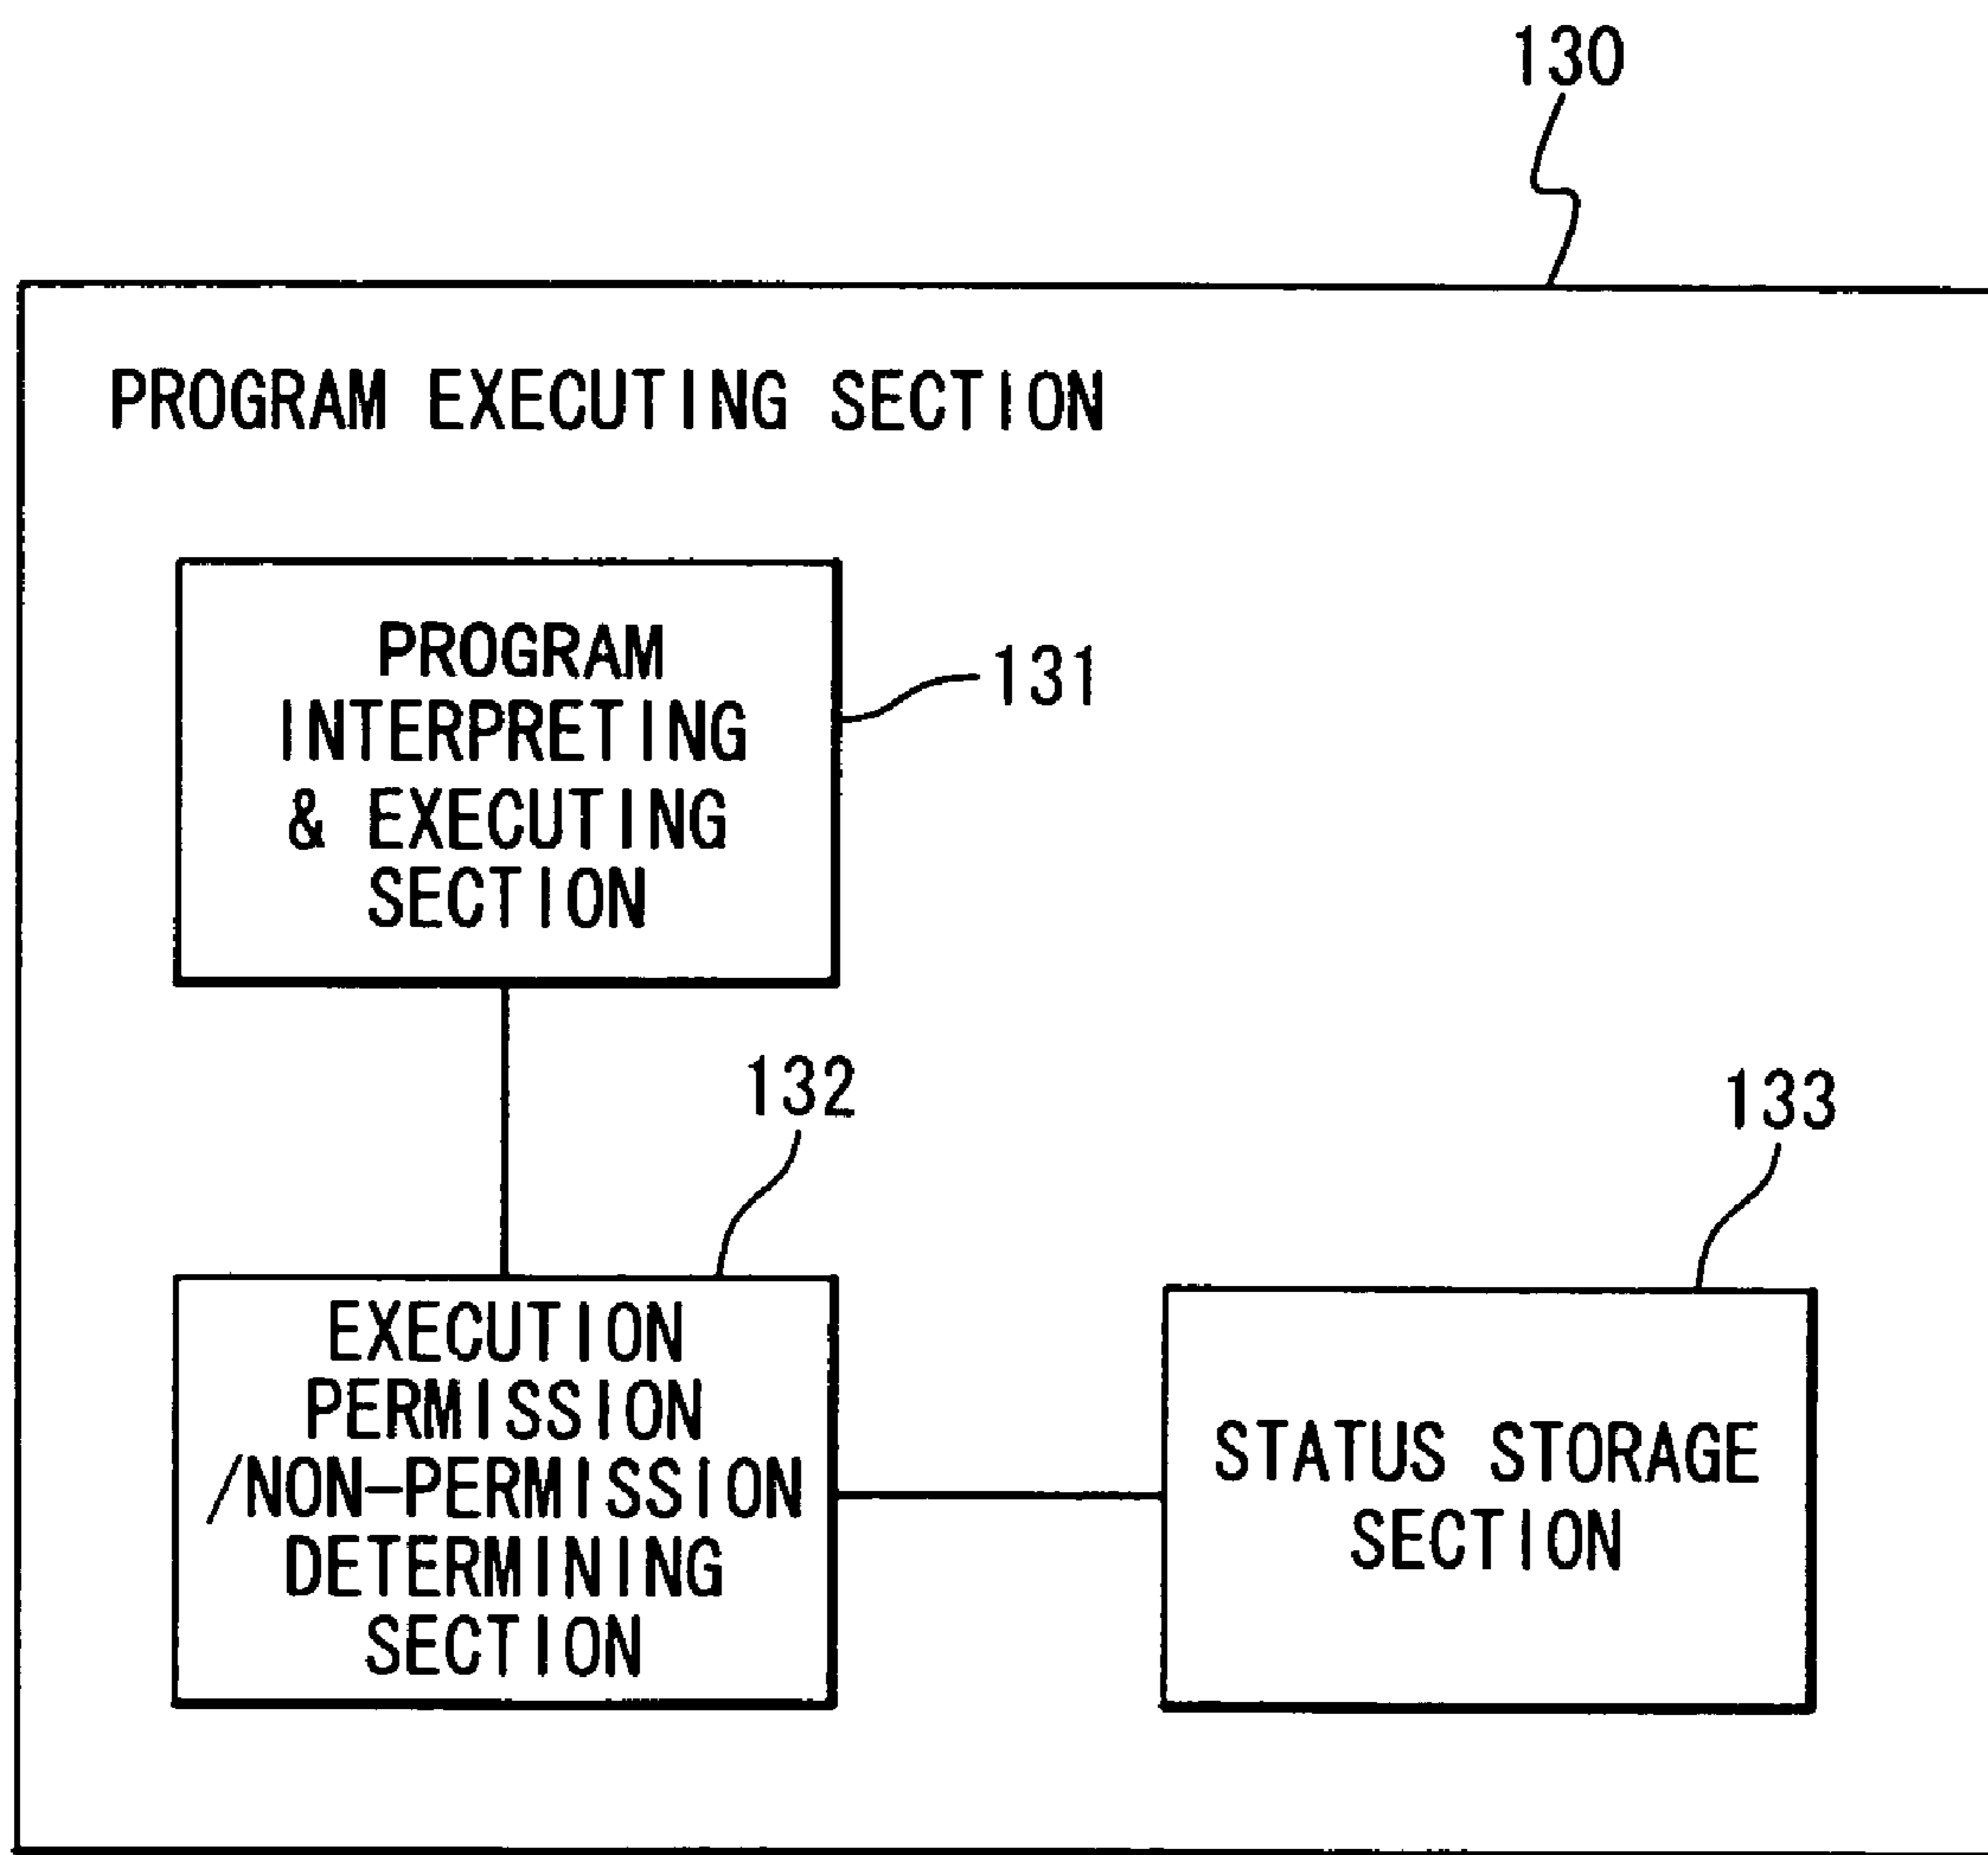 130
PROGRAM EXECUTING SECTION
PROGRAM
INTERPRETING
& EXECUTING
SECTION
131
132
133
EXECUTION
PERMISSION
/NON-PERMISSION
DETERMINING
SECTION
STATUS STORAGE
SECTION